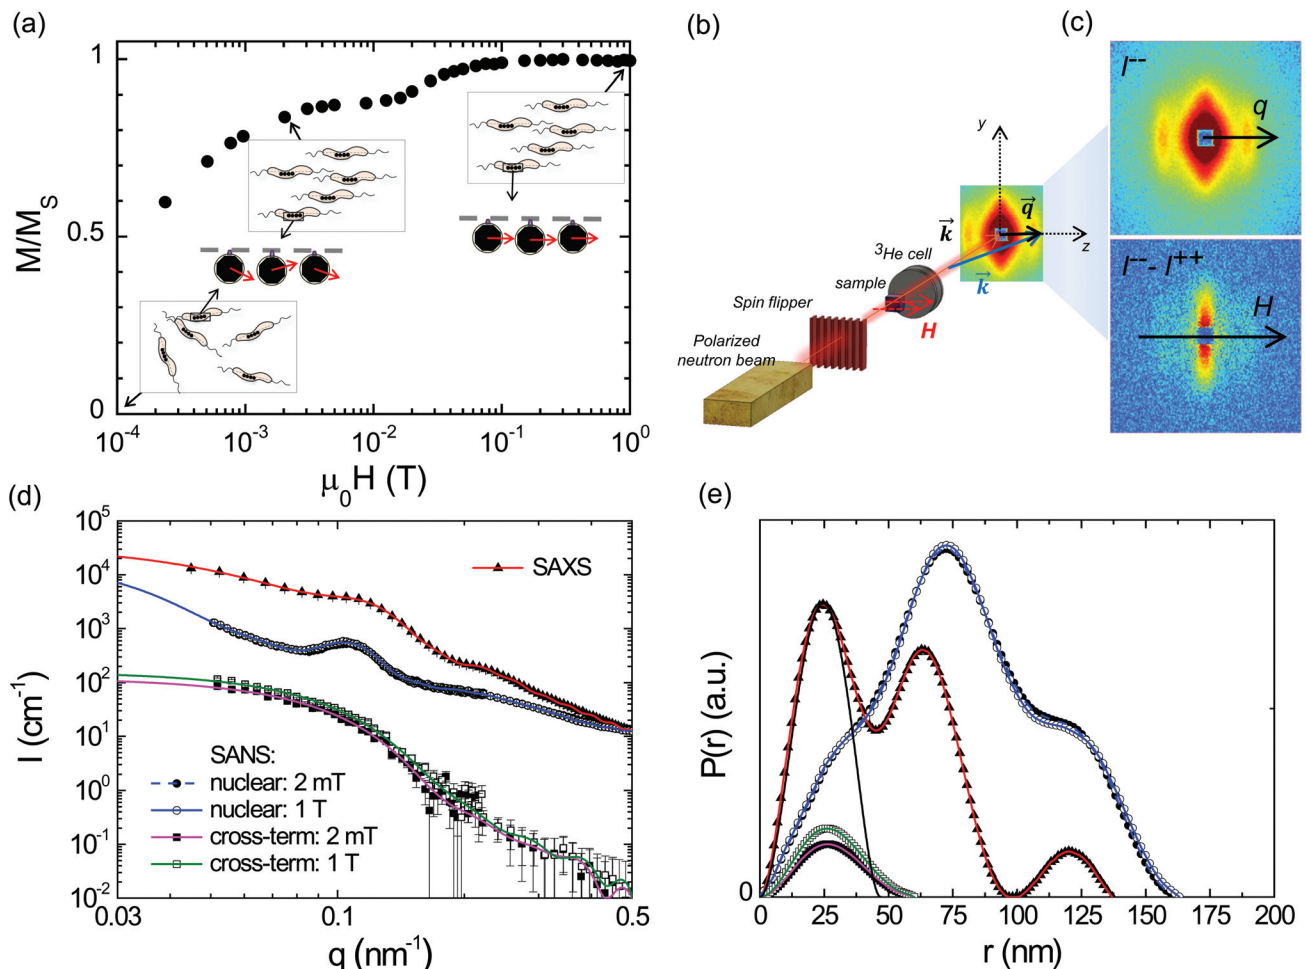 (a)
1
0.5
0
M/M_S
10^-4
10^-3
10^-2
10^-1
10^0
μ_0H (T)
(b)
y
z
k⃗
q⃗
k⃗
^3He cell
sample
H
Spin flipper
Polarized
neutron beam
(c)
I^--
q
I^-- - I^++
H
(d)
10^5
10^4
10^3
10^2
10^1
10^0
10^-1
10^-2
I (cm^-1)
SAXS
SANS:
nuclear: 2 mT
nuclear: 1 T
cross-term: 2 mT
cross-term: 1 T
0.03
0.1
0.5
q (nm^-1)
(e)
P(r) (a.u.)
0
0
25
50
75
100
125
150
175
200
r (nm)